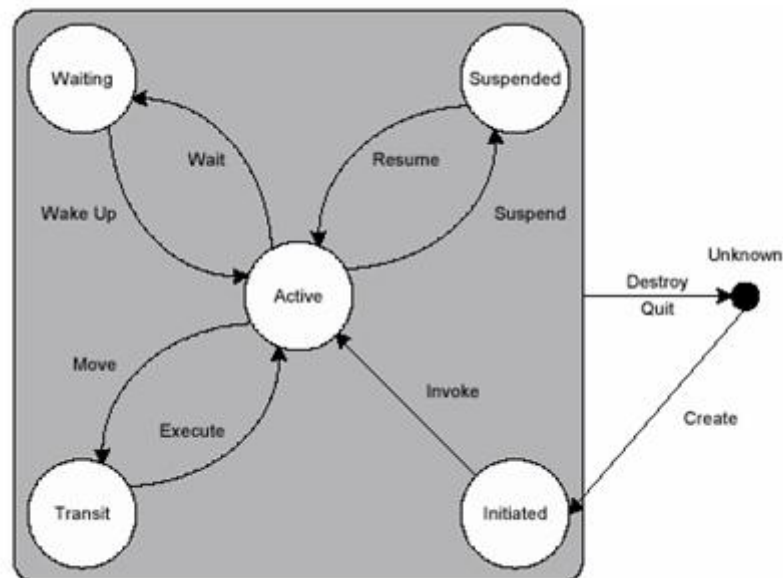 Waiting
Suspended
Wait
Resume
Wake Up
Suspend
Unknown
Destroy
Quit
Active
Move
Invoke
Execute
Create
Transit
Initiated